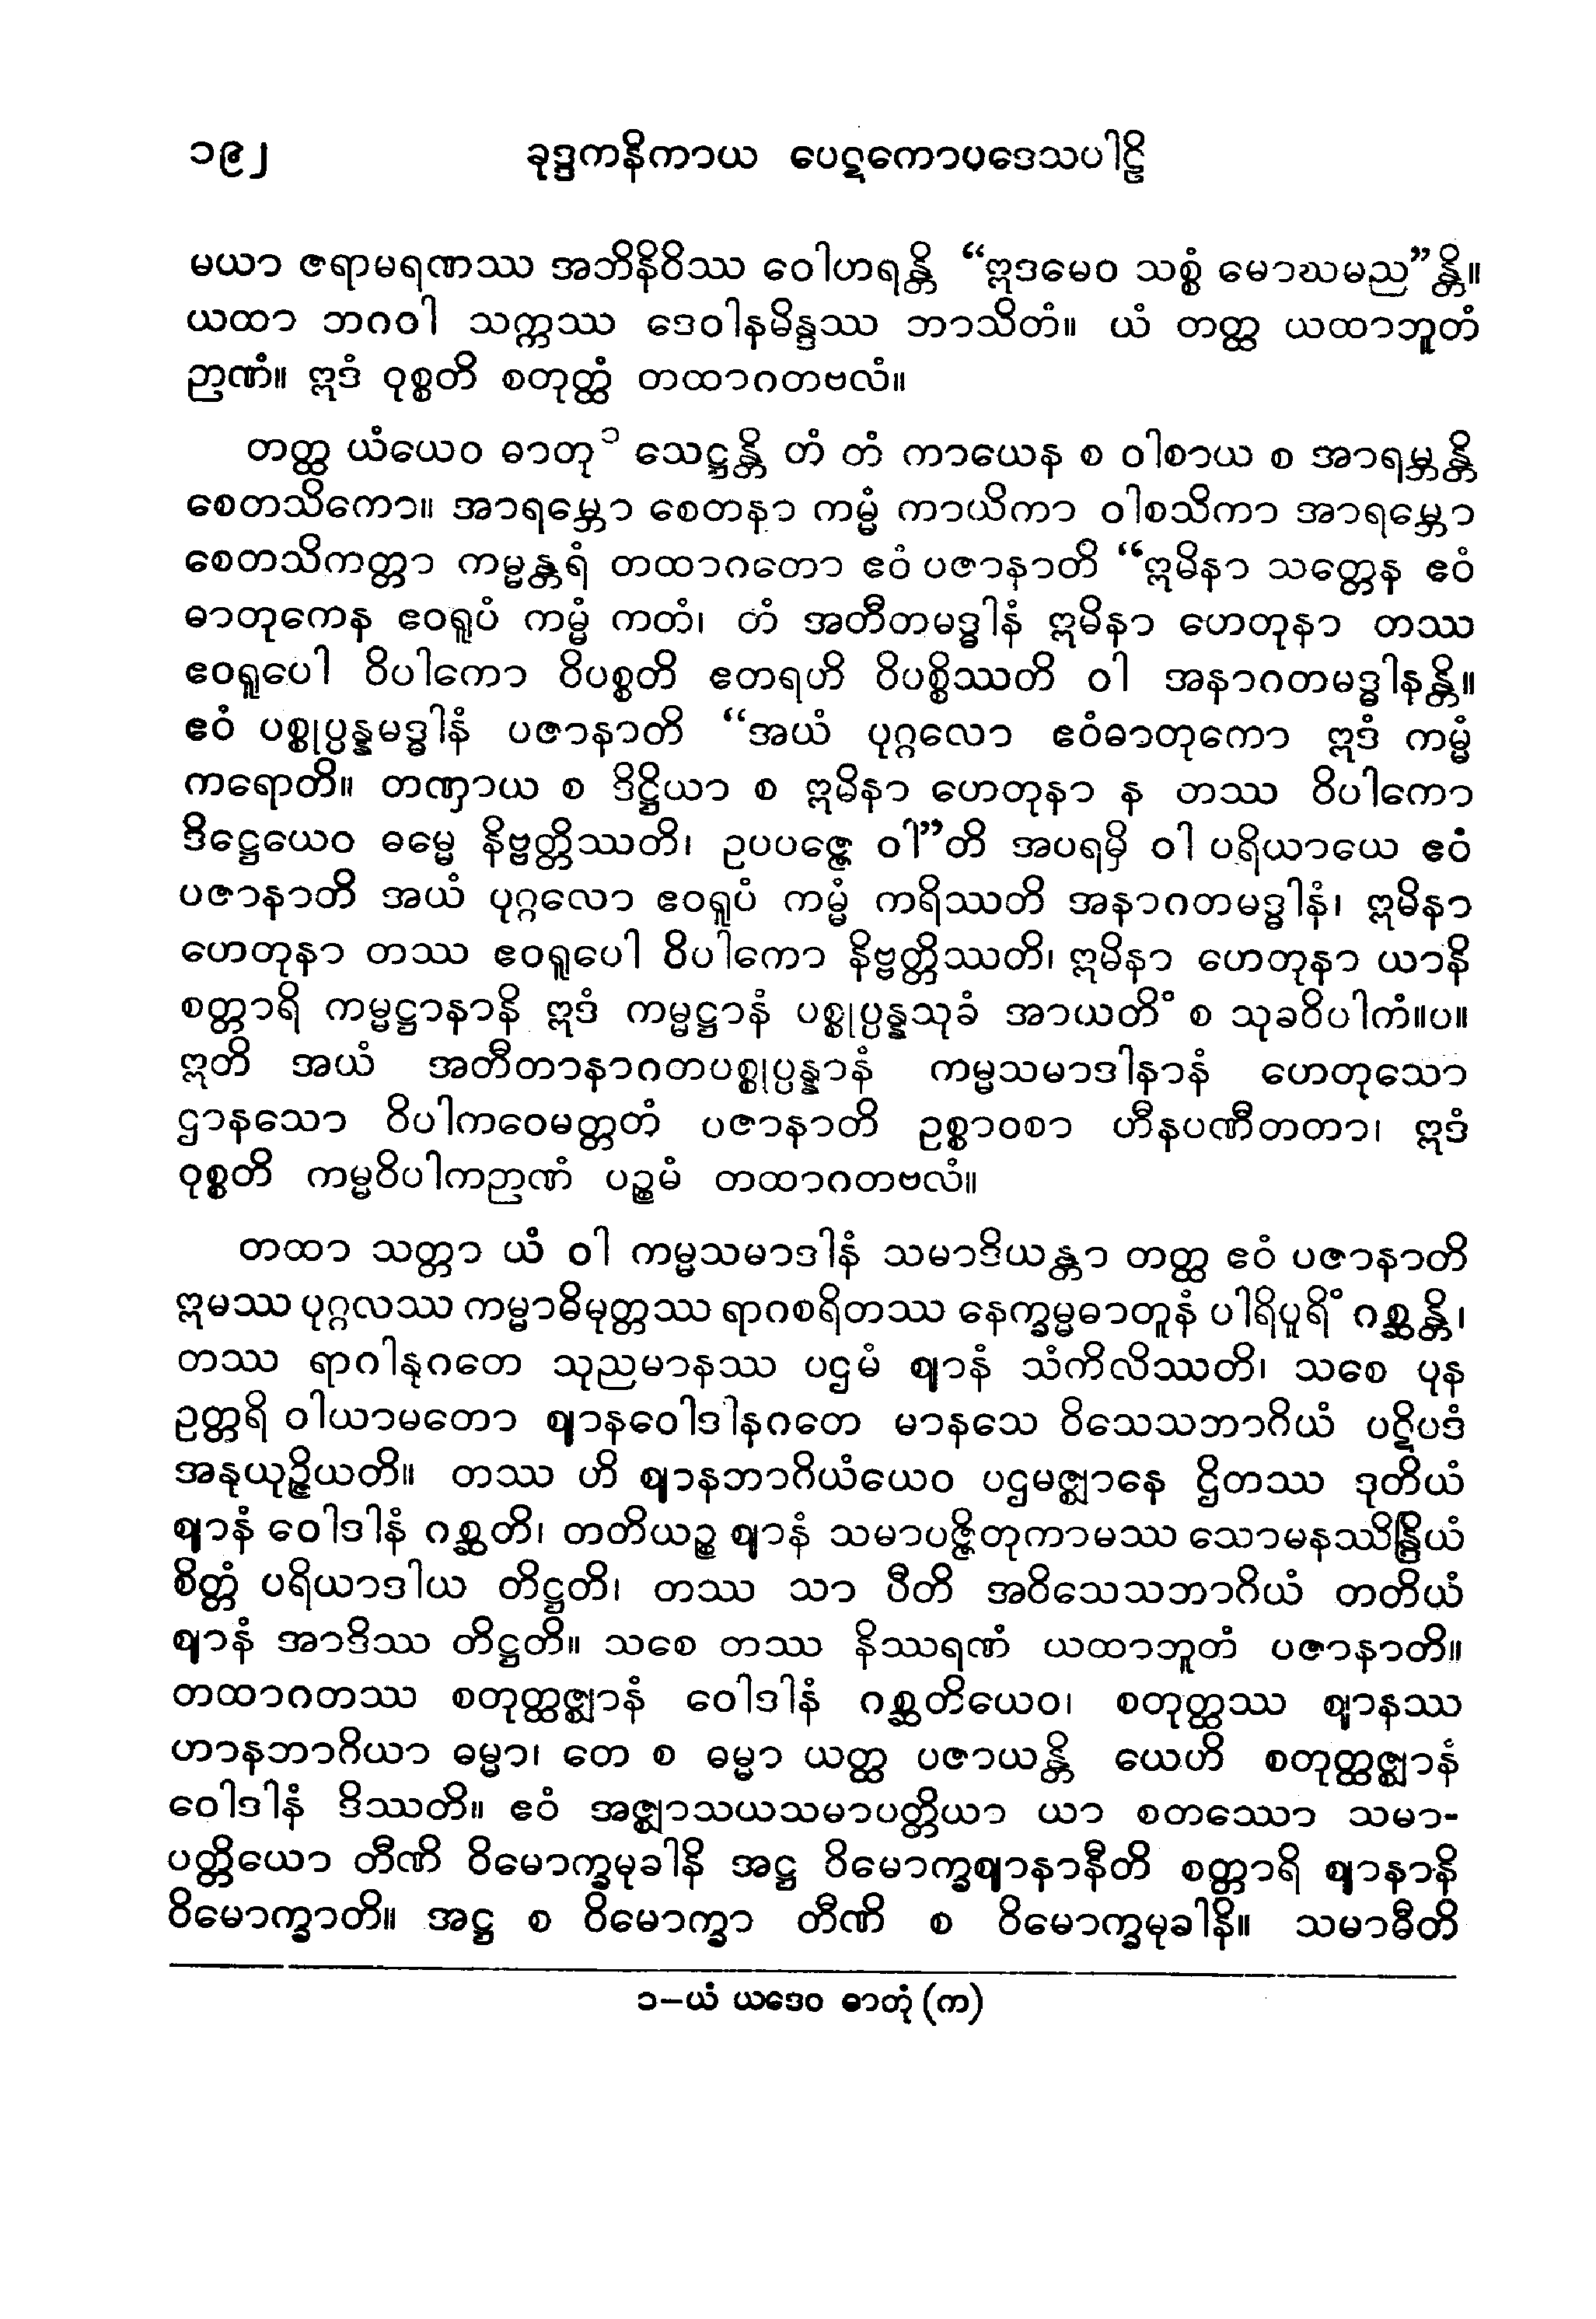 ၁၉၂ ခုဒ္ဒကနိကာယ ပေဋကောပဒေသပါဠိ
မယာ ဇရာမရဏဿ အဘိနိဝိဿ ဝေါဟရန္တိ “ဣဒမေဝ သစ္စံ မောဃမည”န္တိ။
ယထာ ဘဂဝါ သက္ကဿ ဒေဝါနမိန္ဒဿ ဘာသိတံ။ ယံ တတ္ထ ယထာဘူတံ
ဉာဏံ။ ဣဒံ ဝုစ္စတိ စတုတ္ထံ တထာဂတဗလံ။
တတ္ထ ယံယေဝ ဓာတု ၁ သေဋ္ဌန္တိ တံ တံ ကာယေန စ ဝါစာယ စ အာရမ္ဘန္တိ
စေတသိကော။ အာရမ္ဘော စေတနာ ကမ္မံ ကာယိကာ ဝါစသိကာ အာရမ္ဘော
စေတသိကတ္တာ ကမ္မန္တရံ တထာဂတော ဧဝံ ပဇာနာတိ “ဣမိနာ သတ္တေန ဧဝံ
ဓာတုကေန ဧဝရူပံ ကမ္မံ ကတံ၊ တံ အတီတမဒ္ဓါနံ ဣမိနာ ဟေတုနာ တဿ
ဧဝရူပေါ ဝိပါကော ဝိပစ္စတိ ဧတရဟိ ဝိပစ္စိဿတိ ဝါ အနာဂတမဒ္ဓါနန္တိ။
ဧဝံ ပစ္စုပ္ပန္နမဒ္ဓါနံ ပဇာနာတိ “အယံ ပုဂ္ဂလော ဧဝံဓာတုကော ဣဒံ ကမ္မံ
ကရောတိ။ တဏှာယ စ ဒိဋ္ဌိယာ စ ဣမိနာ ဟေတုနာ န တဿ ဝိပါကော
ဒိဋ္ဌေယေဝ ဓမ္မေ နိဗ္ဗတ္တိဿတိ၊ ဥပပဇ္ဇေ ဝါ”တိ အပရမှိ ဝါ ပရိယာယေ ဧဝံ
ပဇာနာတိ အယံ ပုဂ္ဂလော ဧဝရူပံ ကမ္မံ ကရိဿတိ အနာဂတမဒ္ဓါနံ၊ ဣမိနာ
ဟေတုနာ တဿ ဧဝရူပေါ ဝိပါကော နိဗ္ဗတ္တိဿတိ၊ ဣမိနာ ဟေတုနာ ယာနိ
စတ္တာရိ ကမ္မဋ္ဌာနာနိ ဣဒံ ကမ္မဋ္ဌာနံ ပစ္စုပ္ပန္နသုခံ အာယတိံ စ သုခဝိပါကံ။ပ။
ဣတိ အယံ အတီတာနာဂတပစ္စုပ္ပန္နာနံ ကမ္မသမာဒါနာနံ ဟေတုသော
ဌာနသော ဝိပါကဝေမတ္တတံ ပဇာနာတိ ဥစ္စာဝစာ ဟီနပဏီတတာ၊ ဣဒံ
ဝုစ္စတိ ကမ္မဝိပါကဉာဏံ ပဉ္စမံ တထာဂတဗလံ။
တထာ သတ္တာ ယံ ဝါ ကမ္မသမာဒါနံ သမာဒိယန္တာ တတ္ထ ဧဝံ ပဇာနာတိ
ဣမဿ ပုဂ္ဂလဿ ကမ္မာဓိမုတ္တဿ ရာဂစရိတဿ နေက္ခမ္မဓာတူနံ ပါရိပူရိံ ဂစ္ဆန္တိ၊
တဿ ရာဂါနုဂတေ သုညမာနဿ ပဌမံ ဈာနံ သံကိလိဿတိ၊ သစေ ပုန
ဥတ္တရိ ဝါယာမတော ဈာနဝေါဒါနဂတေ မာနသေ ဝိသေသဘာဂိယံ ပဋိပဒံ
အနုယုဉ္ဇိယတိ။ တဿ ဟိ ဈာနဘာဂိယံယေဝ ပဌမဇ္ဈာနေ ဌိတဿ ဒုတိယံ
ဈာနံ ဝေါဒါနံ ဂစ္ဆတိ၊ တတိယဉ္စ ဈာနံ သမာပဇ္ဇိတုကာမဿ သောမနဿိန္ဒြိယံ
စိတ္တံ ပရိယာဒါယ တိဋ္ဌတိ၊ တဿ သာ ပီတိ အဝိသေသဘာဂိယံ တတိယံ
ဈာနံ အာဒိဿ တိဋ္ဌတိ။ သစေ တဿ နိဿရဏံ ယထာဘူတံ ပဇာနာတိ။
တထာဂတဿ စတုတ္ထဇ္ဈာနံ ဝေါဒါနံ ဂစ္ဆတိယေဝ၊ စတုတ္ထဿ ဈာနဿ
ဟာနဘာဂိယာ ဓမ္မာ၊ တေ စ ဓမ္မာ ယတ္ထ ပဇာယန္တိ ယေဟိ စတုတ္ထဇ္ဈာနံ
ဝေါဒါနံ ဒိဿတိ။ ဧဝံ အဇ္ဈာသယသမာပတ္တိယာ ယာ စတဿော သမာ-
ပတ္တိယော တီဏိ ဝိမောက္ခမုခါနိ အဋ္ဌ ဝိမောက္ခဈာနာနီတိ စတ္တာရိ ဈာနာနိ
ဝိမောက္ခာတိ။ အဋ္ဌ စ ဝိမောက္ခာ တီဏိ စ ဝိမောက္ခမုခါနိ။ သမာဓီတိ
၁–ယံ ယဒေဝ ဓာတုံ (က)